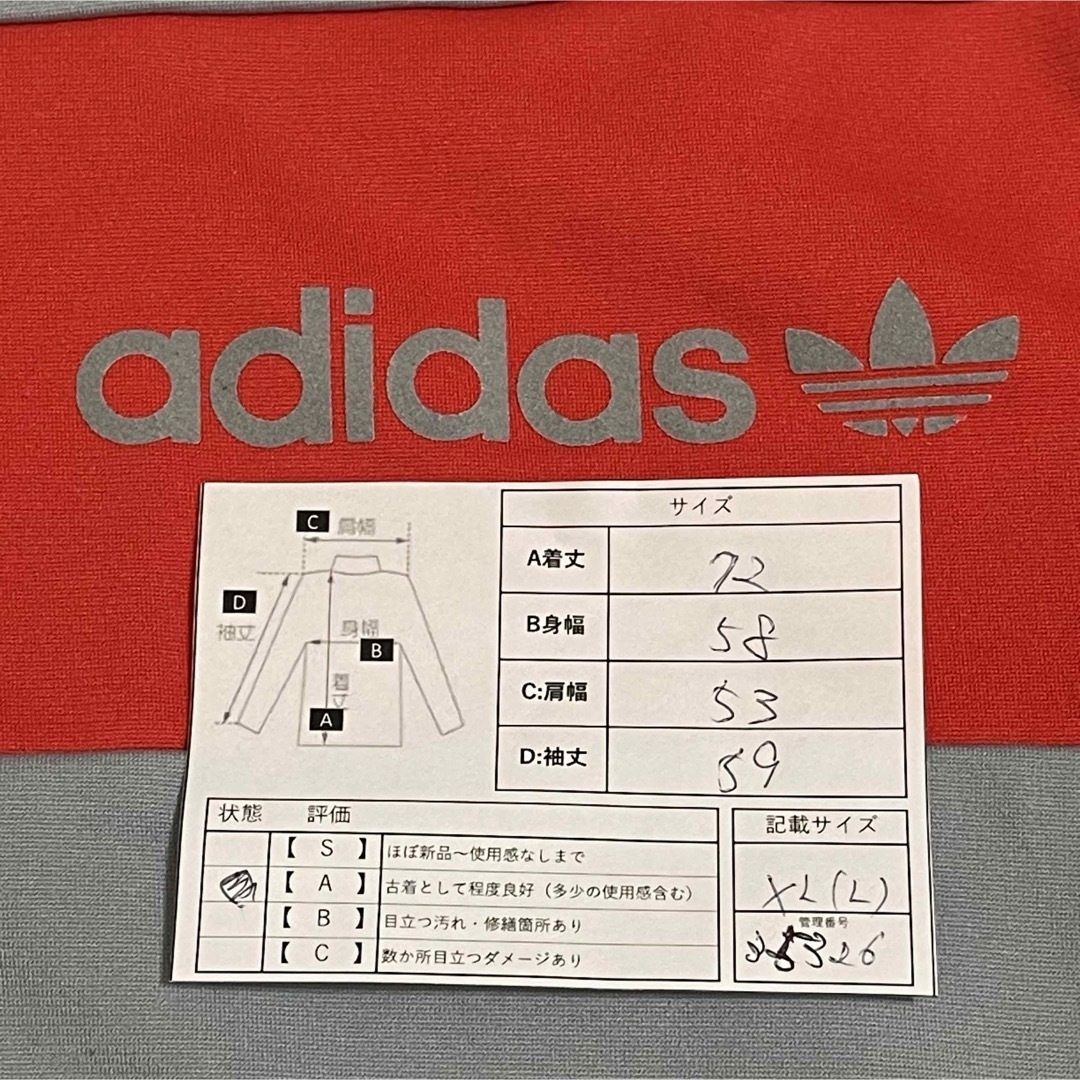 adidas
サイズ
C 肩幅
A着丈 72
D
袖丈
身幅
B
B身幅 58
着丈
A
C:肩幅 53
D:袖丈 59
状態 評価
【 S 】 ほぼ新品〜使用感なしまで
【 A 】 古着として程度良好（多少の使用感含む）
【 B 】 目立つ汚れ・修繕箇所あり
【 C 】 数か所目立つダメージあり
記載サイズ
XL(L)
管理番号